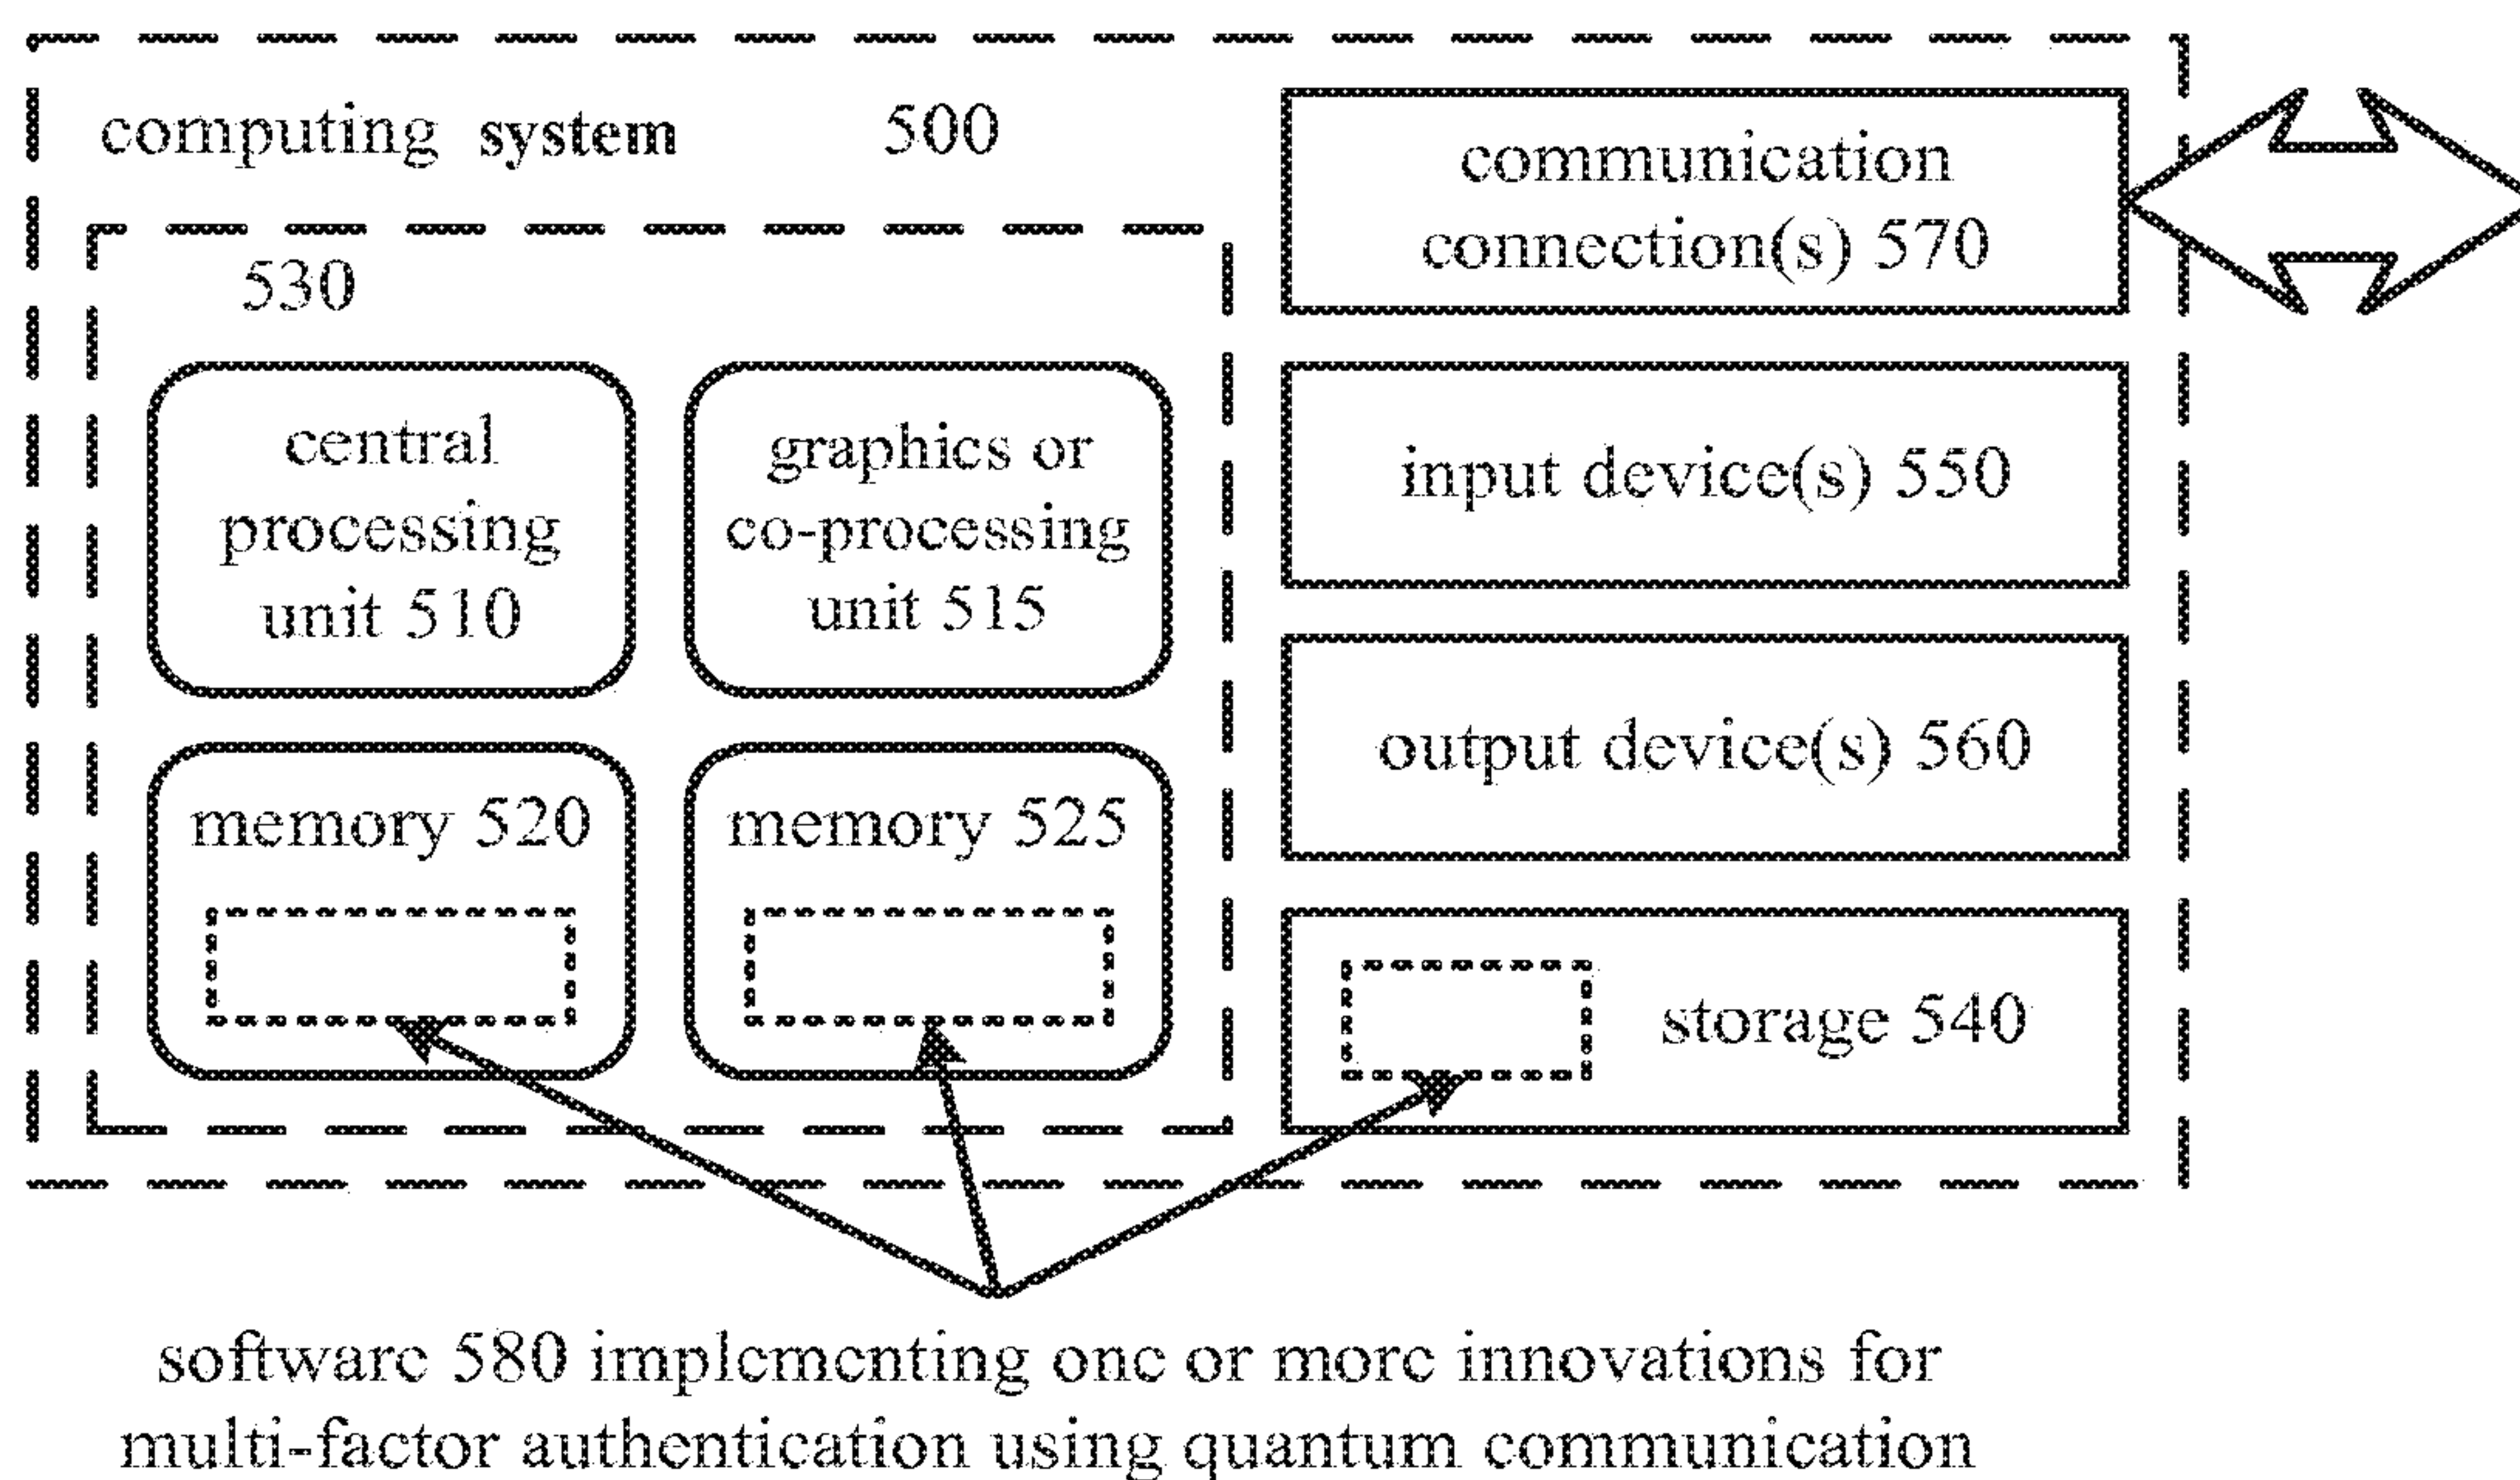 computing system 500
530
central
processing
unit 510
graphics or
co-processing
unit 515
memory 520
memory 525
communication
connection(s) 570
input device(s) 550
output device(s) 560
storage 540
software 580 implementing one or more innovations for
multi-factor authentication using quantum communication